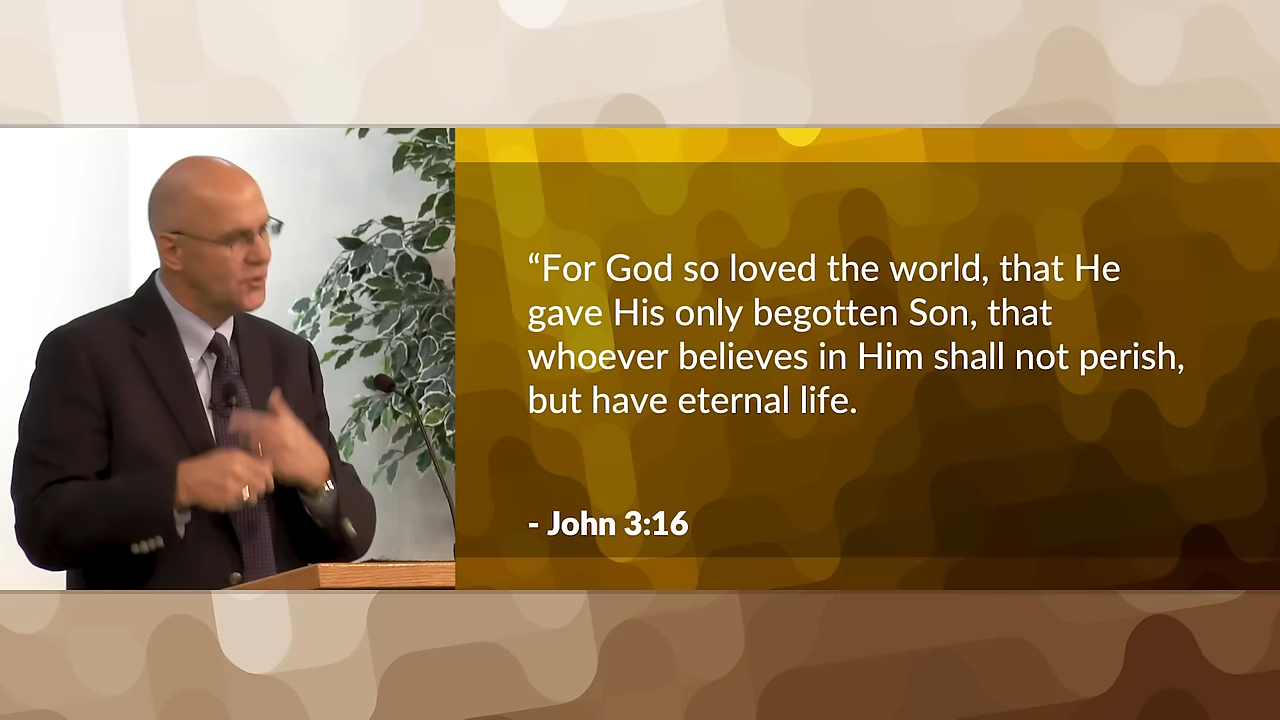 “For God so loved the world, that He
gave His only begotten Son, that
whoever believes in Him shall not perish,
but have eternal life.
- John 3:16